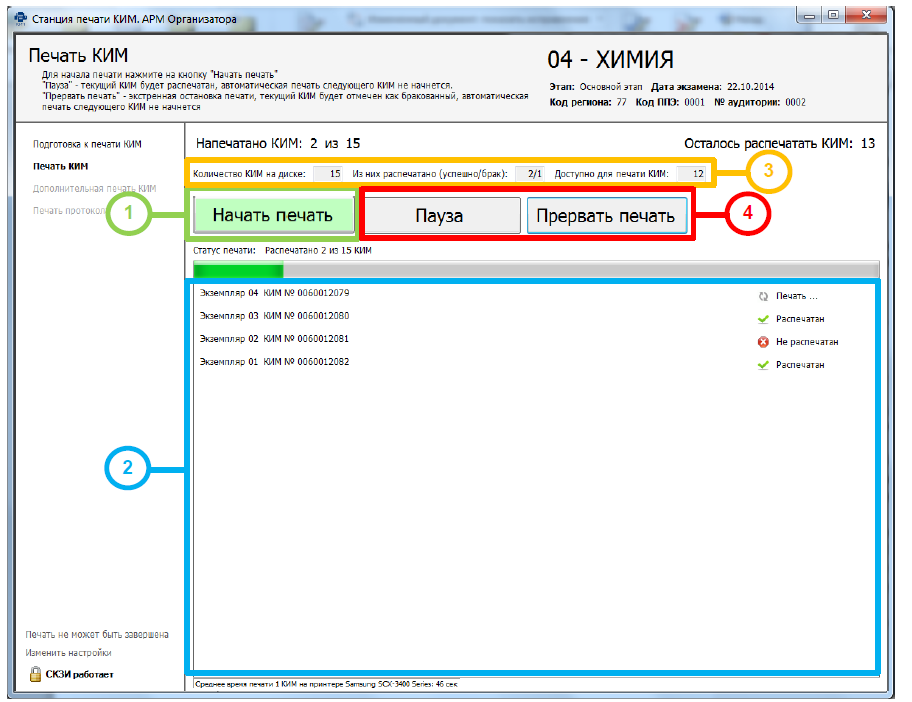 Станция печати КИМ. АРМ Организатора
Печать КИМ
Для начала печати нажмите на кнопку "Начать печать"
"Пауза" - текущий КИМ будет распечатан, автоматическая печать следующего КИМ не начнется.
"Прервать печать" - экстренная остановка печати, текущий КИМ будет отмечен как бракованный, автоматическая
печать следующего КИМ не начнется
04 - ХИМИЯ
Этап: Основной этап Дата экзамена: 22.10.2014
Код региона: 77 Код ППЭ: 0001 № аудитории: 0002
Подготовка к печати КИМ
Печать КИМ
Дополнительная печать КИМ
Печать протокол
Напечатано КИМ: 2 из 15
Осталось распечатать КИМ: 13
Количество КИМ на диске: 15 Из них распечатано (успешно/брак): 2/1 Доступно для печати КИМ: 12
3
1
Начать печать
Пауза
Прервать печать
4
Статус печати: Распечатано 2 из 15 КИМ
Экземпляр 04 КИМ № 0060012079 Печать ...
Экземпляр 03 КИМ № 0060012080 Распечатан
Экземпляр 02 КИМ № 0060012081 Не распечатан
Экземпляр 01 КИМ № 0060012082 Распечатан
2
Печать не может быть завершена
Изменить настройки
СКЗИ работает
Среднее время печати 1 КИМ на принтере Samsung SCX-3400 Series: 46 сек